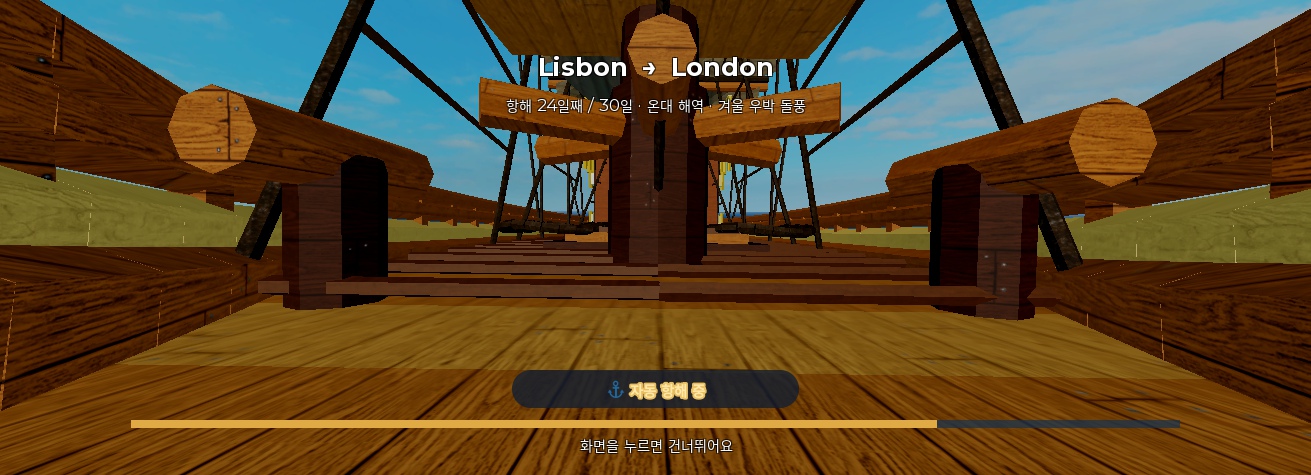 Lisbon → London
항해 24일째 / 30일 · 온대 해역 · 겨울 우박 돌풍
⚓ 자동 항해 중
화면을 누르면 건너뛰어요